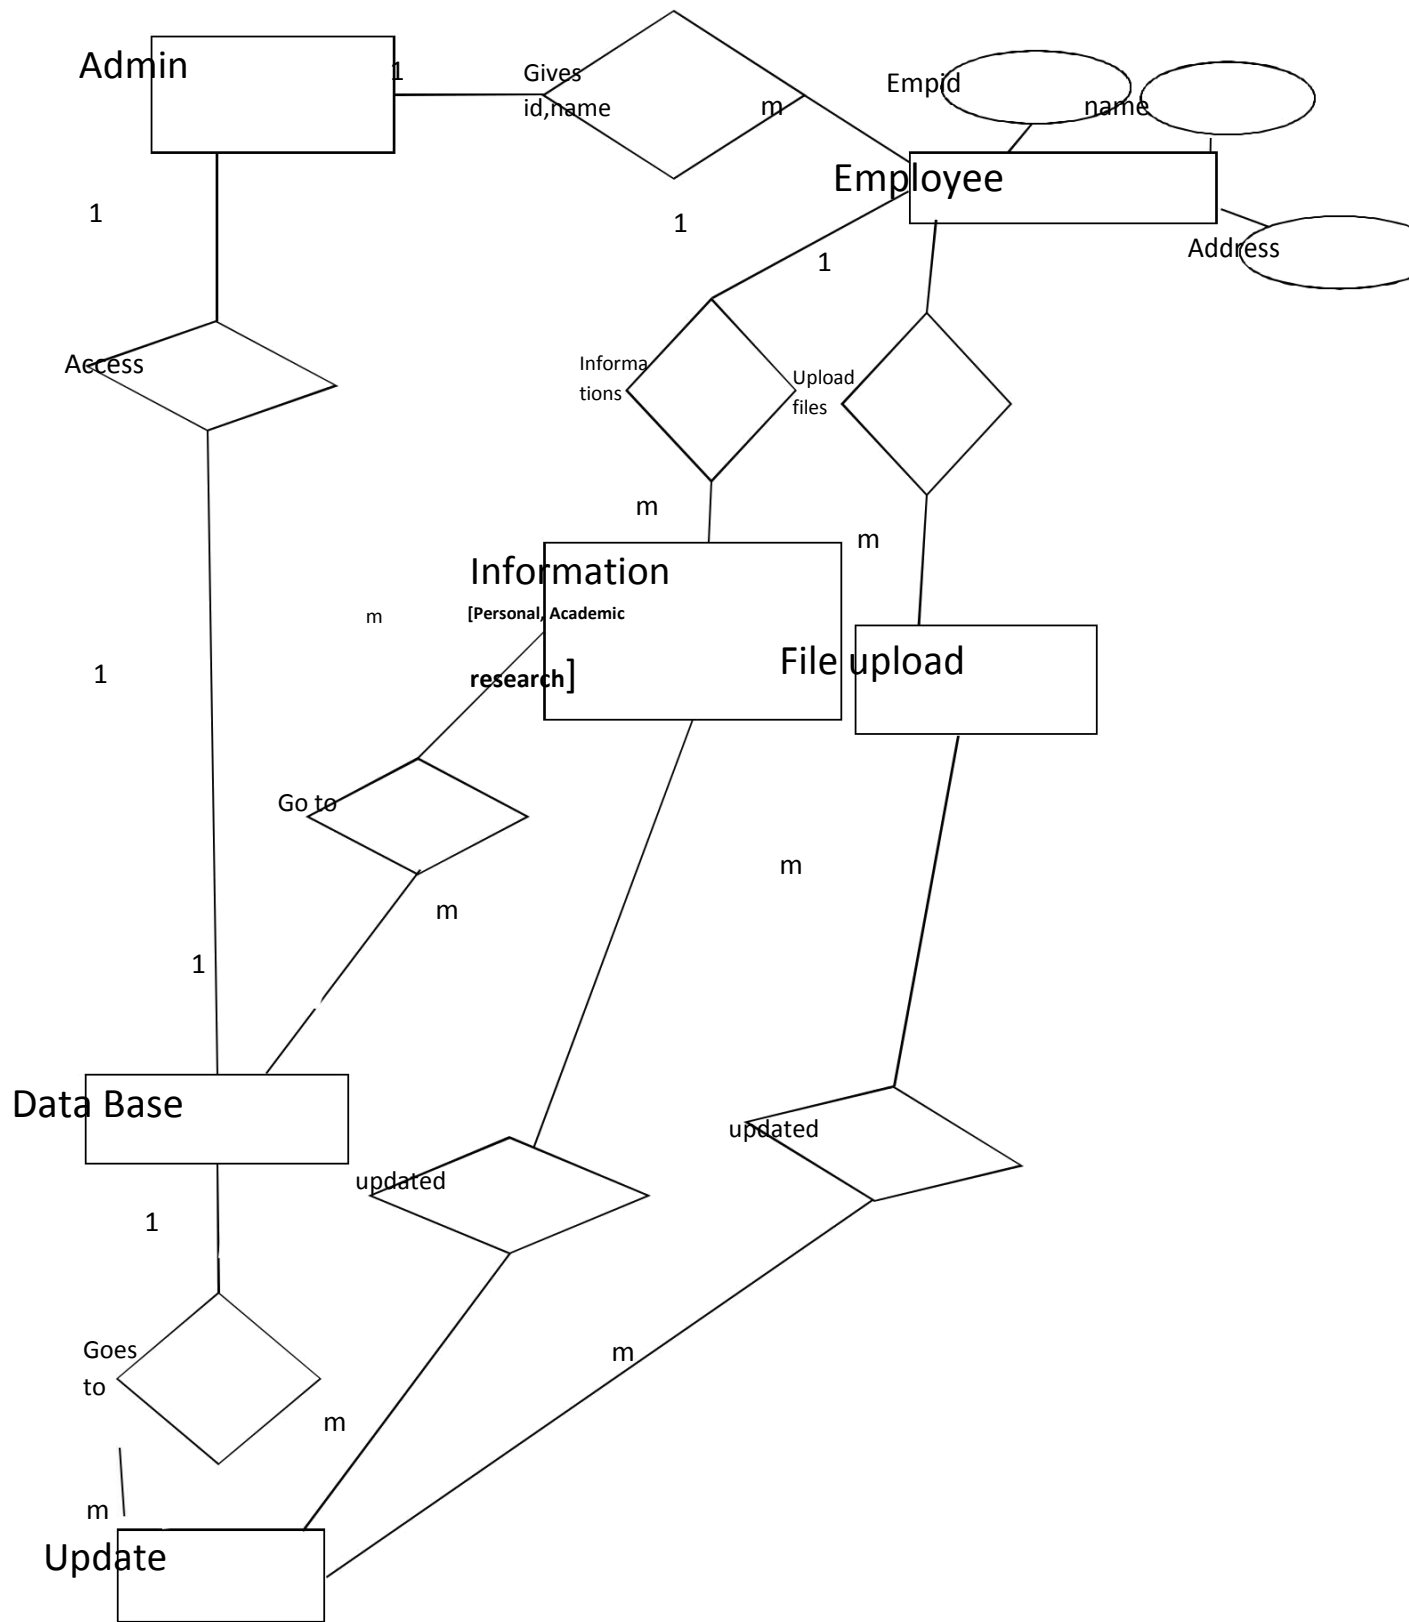 Admin
1
Gives
id,name
m
Empid
name
Employee
Address
1
1
1
Access
Informa
tions
Upload
files
m
m
Information
[Personal, Academic
research]
m
File upload
1
Go to
m
m
1
Data Base
updated
updated
1
Goes
to
m
m
m
Update